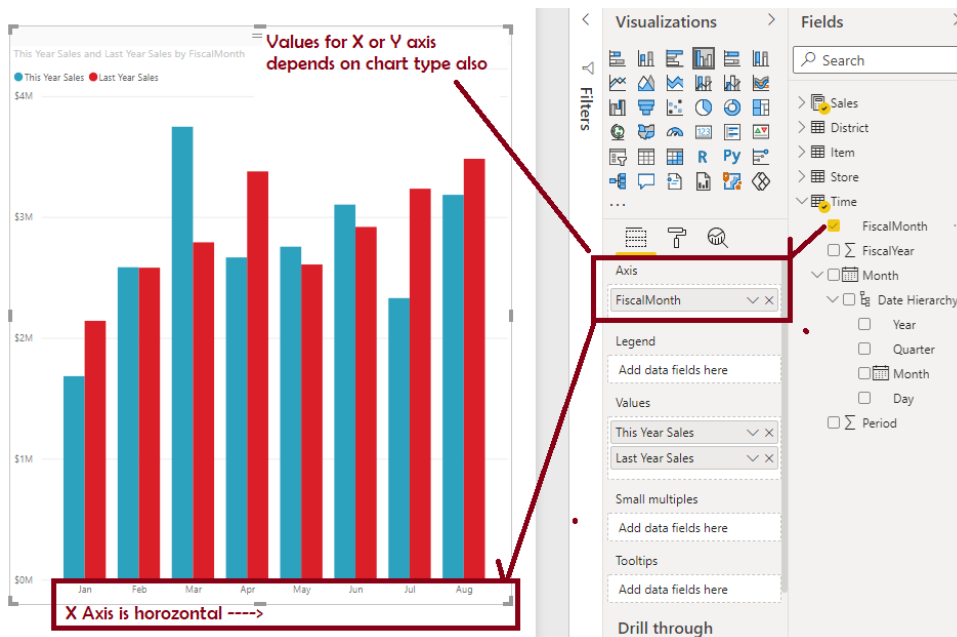 This Year Sales and Last Year Sales by FiscalMonth
This Year Sales Last Year Sales
Values for X or Y axis
depends on chart type also
$4M
$3M
$2M
$1M
$0M
Jan Feb Mar Apr May Jun Jul Aug
X Axis is horozontal ---->
Filters
Visualizations
123
R Py
...
Axis
FiscalMonth
Legend
Add data fields here
Values
This Year Sales
Last Year Sales
Small multiples
Add data fields here
Tooltips
Add data fields here
Drill through
Fields
Search
Sales
District
Item
Store
Time
FiscalMonth
∑ FiscalYear
Month
Date Hierarchy
Year
Quarter
Month
Day
∑ Period